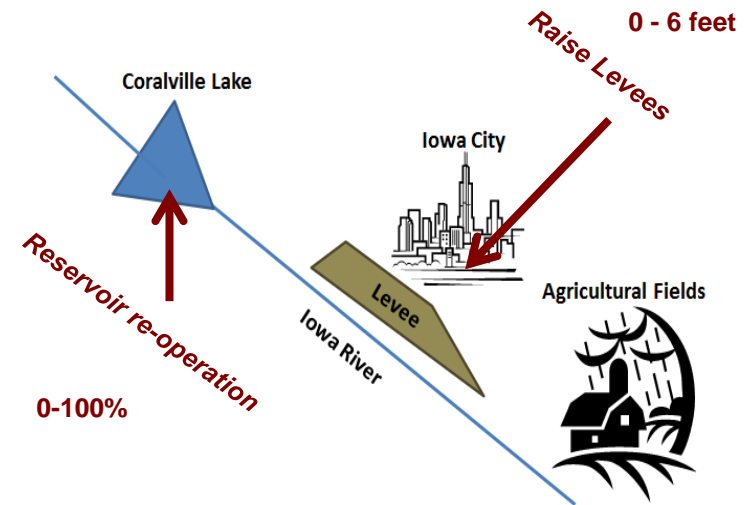 0 - 6 feet
Raise Levees
Coralville Lake
Iowa City
Reservoir re-operation
Levee
Agricultural Fields
Iowa River
0-100%